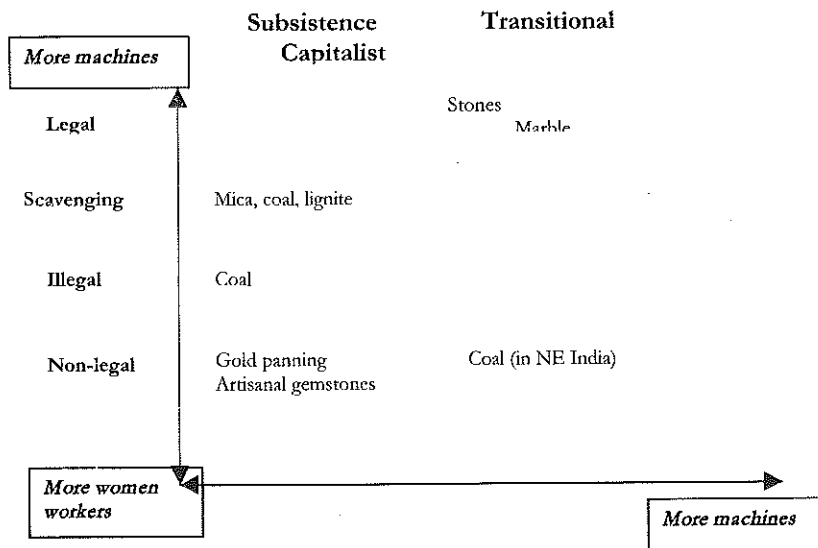 Subsistence Transitional
Capitalist
More machines
Stones
Legal
Marble
Scavenging Mica, coal, lignite
Illegal Coal
Non-legal Gold panning Coal (in NE India)
Artisanal gemstones
More women
workers
More machines